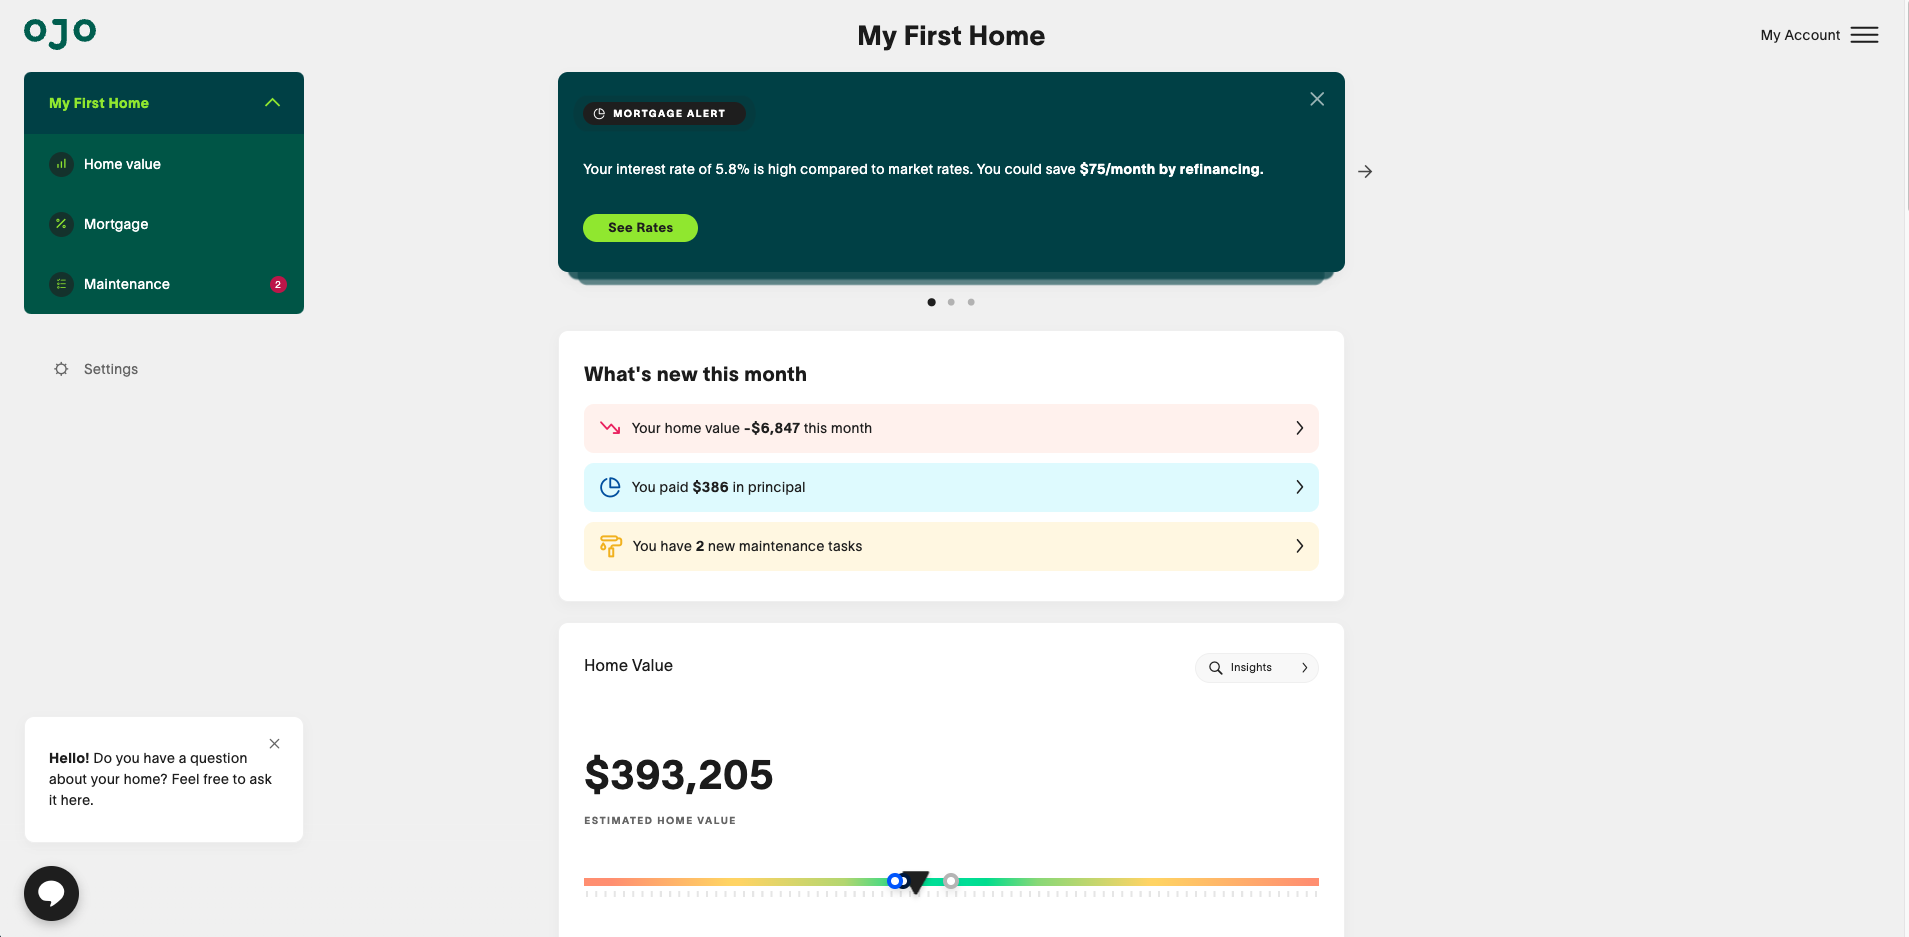 ojo
My First Home
My Account
My First Home
Home value
Mortgage
Maintenance
2
Settings
MORTGAGE ALERT
Your interest rate of 5.8% is high compared to market rates. You could save $75/month by refinancing.
See Rates
What's new this month
Your home value -$6,847 this month
You paid $386 in principal
You have 2 new maintenance tasks
Home Value
Insights
$393,205
ESTIMATED HOME VALUE
Hello! Do you have a question
about your home? Feel free to ask
it here.